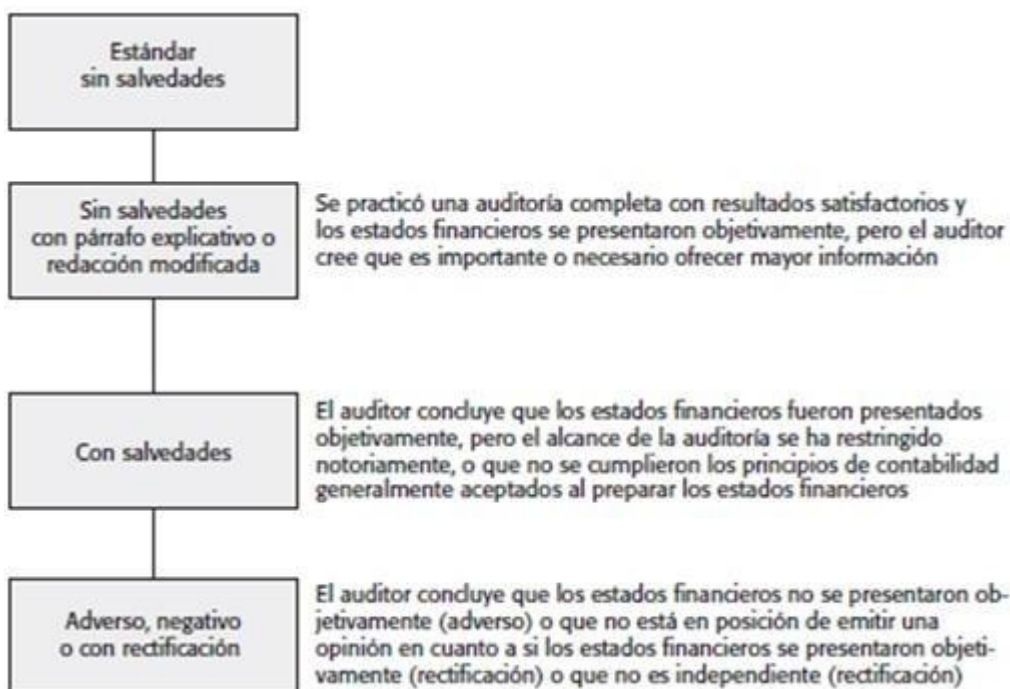 Estándar
sin salvedades
Sin salvedades
con párrafo explicativo o
redacción modificada
Se practicó una auditoría completa con resultados satisfactorios y
los estados financieros se presentaron objetivamente, pero el auditor
cree que es importante o necesario ofrecer mayor información
Con salvedades
El auditor concluye que los estados financieros fueron presentados
objetivamente, pero el alcance de la auditoría se ha restringido
notoriamente, o que no se cumplieron los principios de contabilidad
generalmente aceptados al preparar los estados financieros
Adverso, negativo
o con rectificación
El auditor concluye que los estados financieros no se presentaron ob-
jetivamente (adverso) o que no está en posición de emitir una
opinión en cuanto a si los estados financieros se presentaron objeti-
vamente (rectificación) o que no es independiente (rectificación)